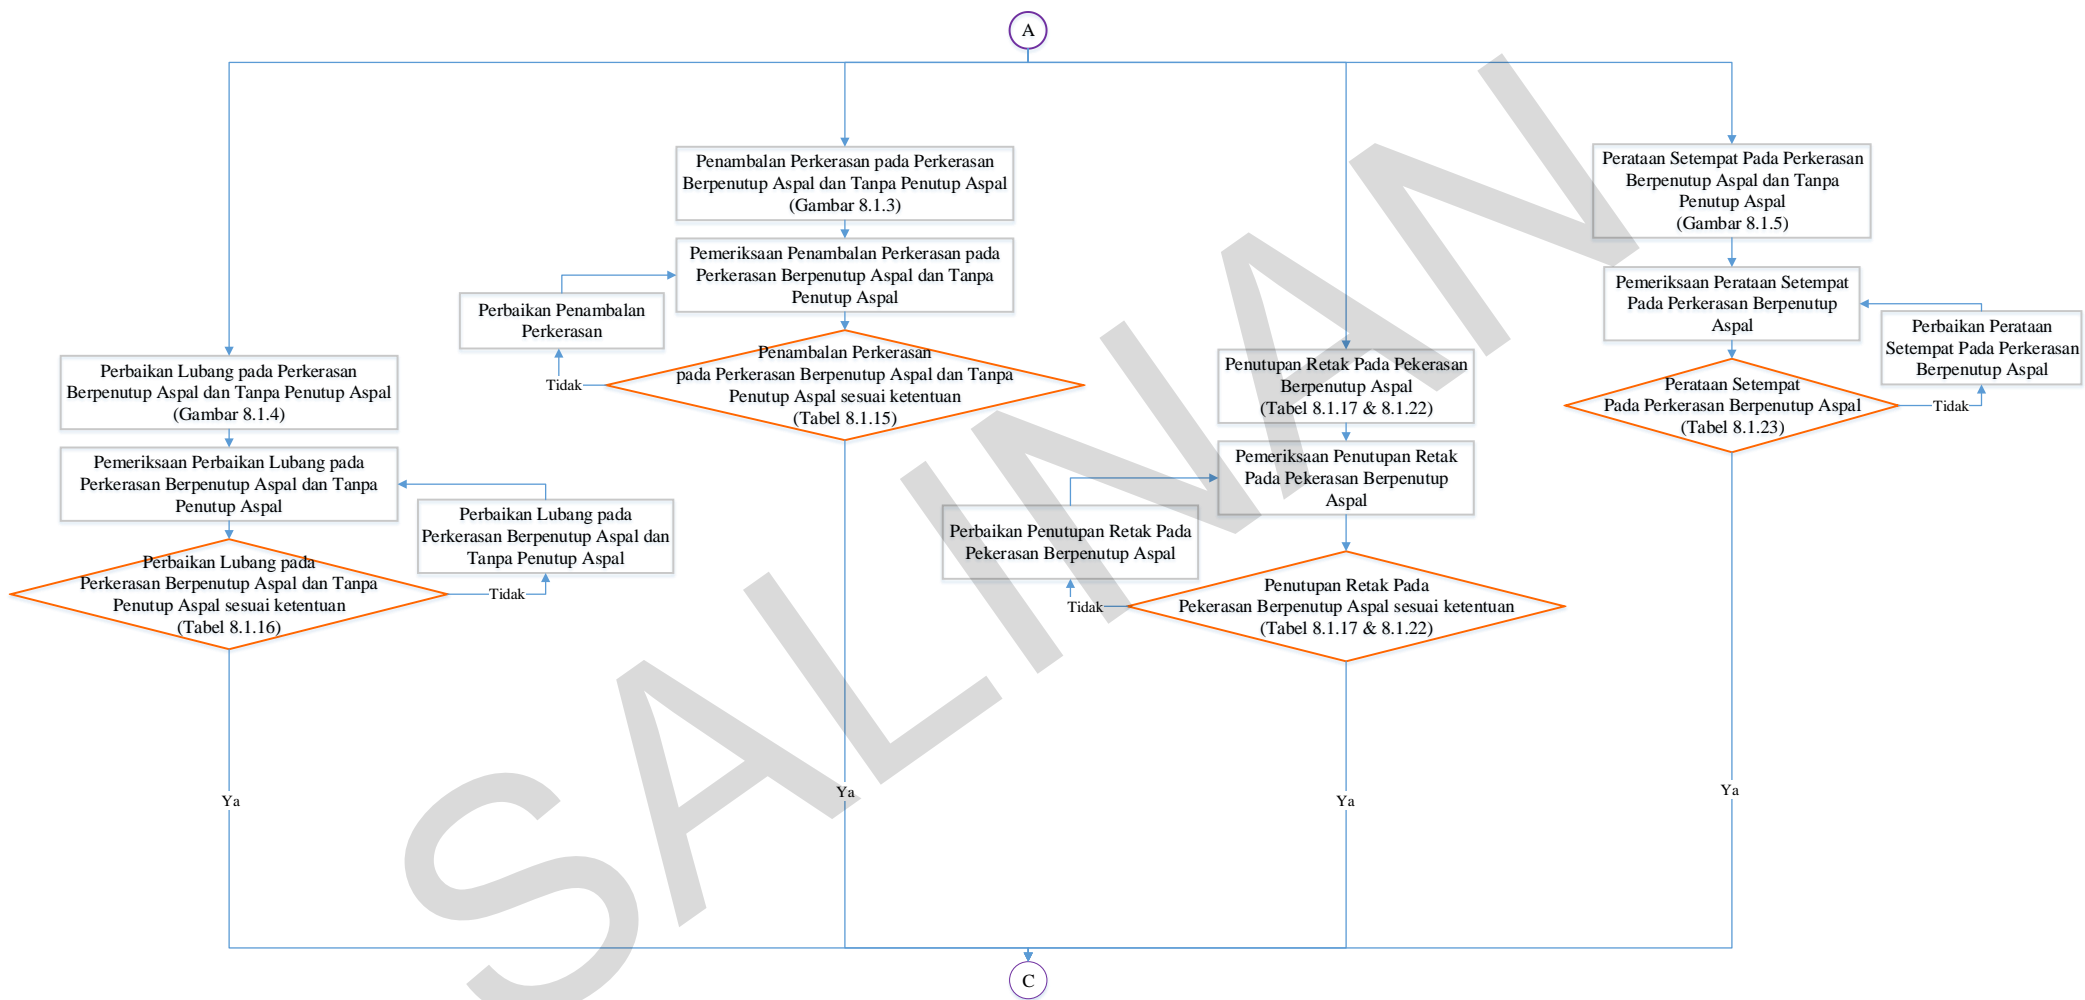 A
Perbaikan Lubang pada Perkerasan
Berpenutup Aspal dan Tanpa Penutup Aspal
(Gambar 8.1.4)
Pemeriksaan Perbaikan Lubang pada
Perkerasan Berpenutup Aspal dan Tanpa
Penutup Aspal
Perbaikan Lubang pada
Perkerasan Berpenutup Aspal dan
Tanpa Penutup Aspal
Perbaikan Lubang pada
Perkerasan Berpenutup Aspal dan Tanpa
Penutup Aspal sesuai ketentuan
(Tabel 8.1.16)
Tidak
Ya
Penambalan Perkerasan pada Perkerasan
Berpenutup Aspal dan Tanpa Penutup Aspal
(Gambar 8.1.3)
Pemeriksaan Penambalan Perkerasan pada
Perkerasan Berpenutup Aspal dan Tanpa
Penutup Aspal
Perbaikan Penambalan
Perkerasan
Penambalan Perkerasan
pada Perkerasan Berpenutup Aspal dan Tanpa
Penutup Aspal sesuai ketentuan
(Tabel 8.1.15)
Tidak
Ya
Penutupan Retak Pada Pekerasan
Berpenutup Aspal
(Tabel 8.1.17 & 8.1.22)
Pemeriksaan Penutupan Retak
Pada Pekerasan Berpenutup
Aspal
Perbaikan Penutupan Retak Pada
Pekerasan Berpenutup Aspal
Penutupan Retak Pada
Pekerasan Berpenutup Aspal sesuai ketentuan
(Tabel 8.1.17 & 8.1.22)
Tidak
Ya
Perataan Setempat Pada Perkerasan
Berpenutup Aspal dan Tanpa
Penutup Aspal
(Gambar 8.1.5)
Pemeriksaan Perataan Setempat
Pada Perkerasan Berpenutup
Aspal
Perbaikan Perataan
Setempat Pada Perkerasan
Berpenutup Aspal
Perataan Setempat
Pada Perkerasan Berpenutup Aspal
(Tabel 8.1.23)
Tidak
Ya
C
SALINAN